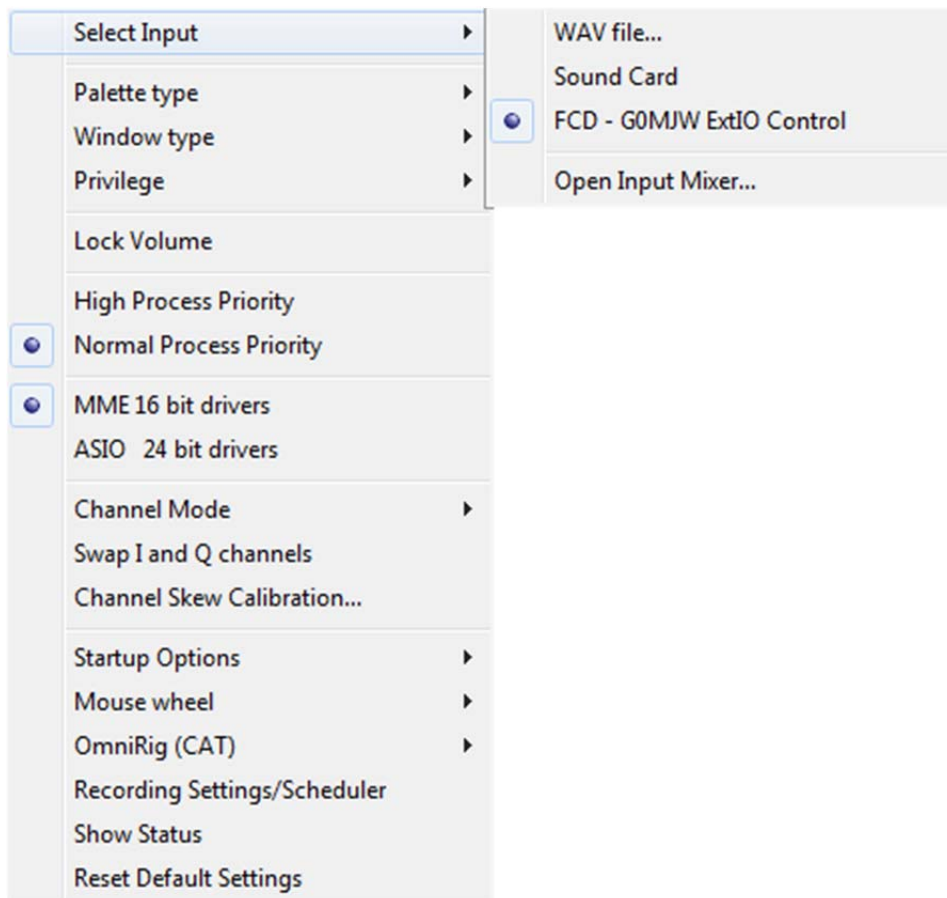 Select Input
Palette type
Window type
Privilege
Lock Volume
High Process Priority
Normal Process Priority
MME 16 bit drivers
ASIO 24 bit drivers
Channel Mode
Swap I and Q channels
Channel Skew Calibration...
Startup Options
Mouse wheel
OmniRig (CAT)
Recording Settings/Scheduler
Show Status
Reset Default Settings
WAV file...
Sound Card
FCD - G0MJW ExtIO Control
Open Input Mixer...